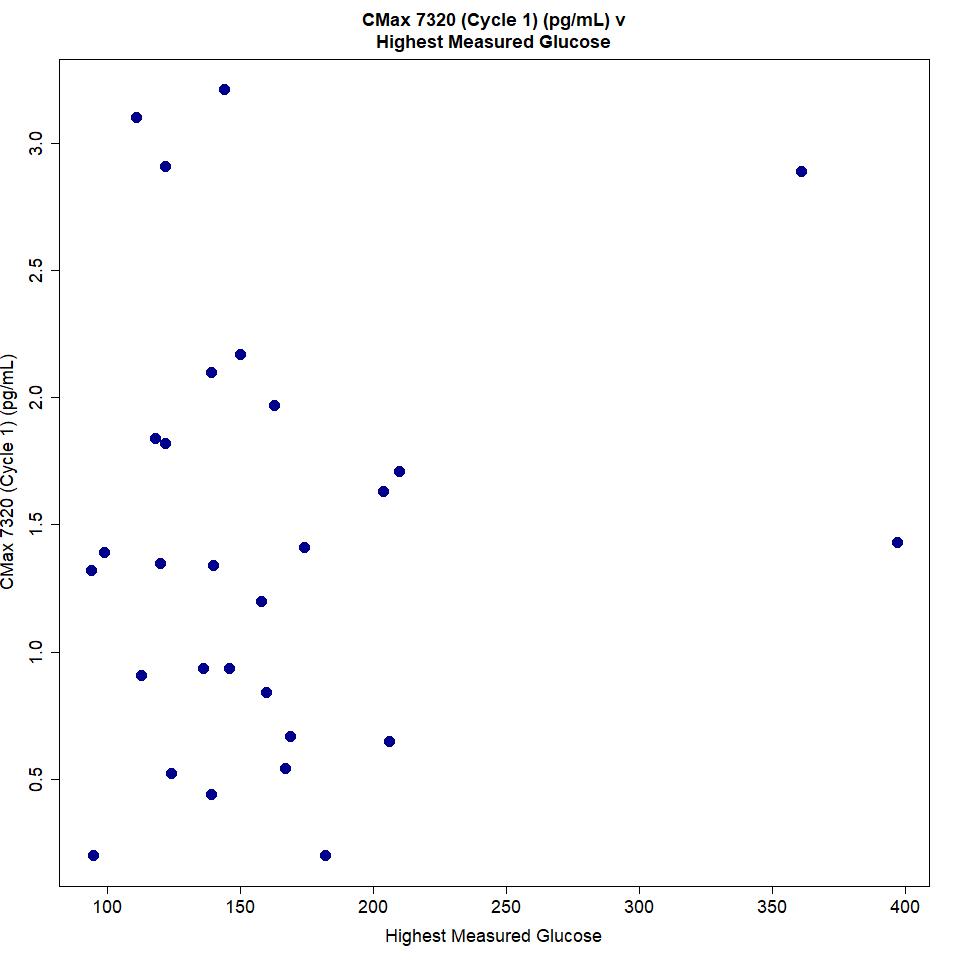 CMax 7320 (Cycle 1) (pg/mL) v
Highest Measured Glucose
CMax 7320 (Cycle 1) (pg/mL)
3.0
2.5
2.0
1.5
1.0
0.5
100 150 200 250 300 350 400
Highest Measured Glucose